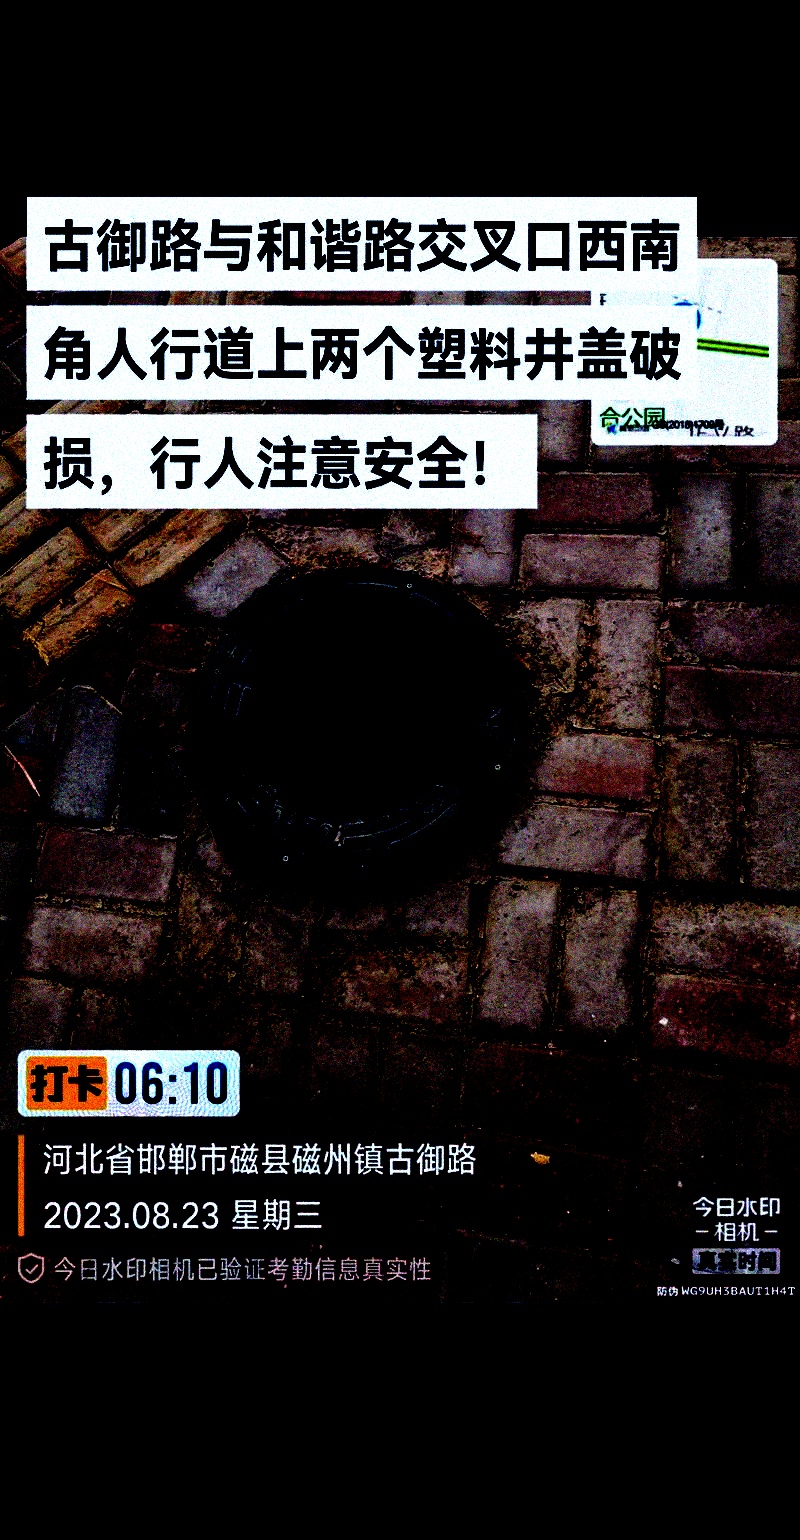 古御路与和谐路交叉口西南
角人行道上两个塑料井盖破
损，行人注意安全！
合公园
打卡 06:10
河北省邯郸市磁县磁州镇古御路
2023.08.23 星期三
今日水印相机已验证考勤信息真实性
今日水印
相机
真实时间
防伪 WG9UH3BAUT1H4T